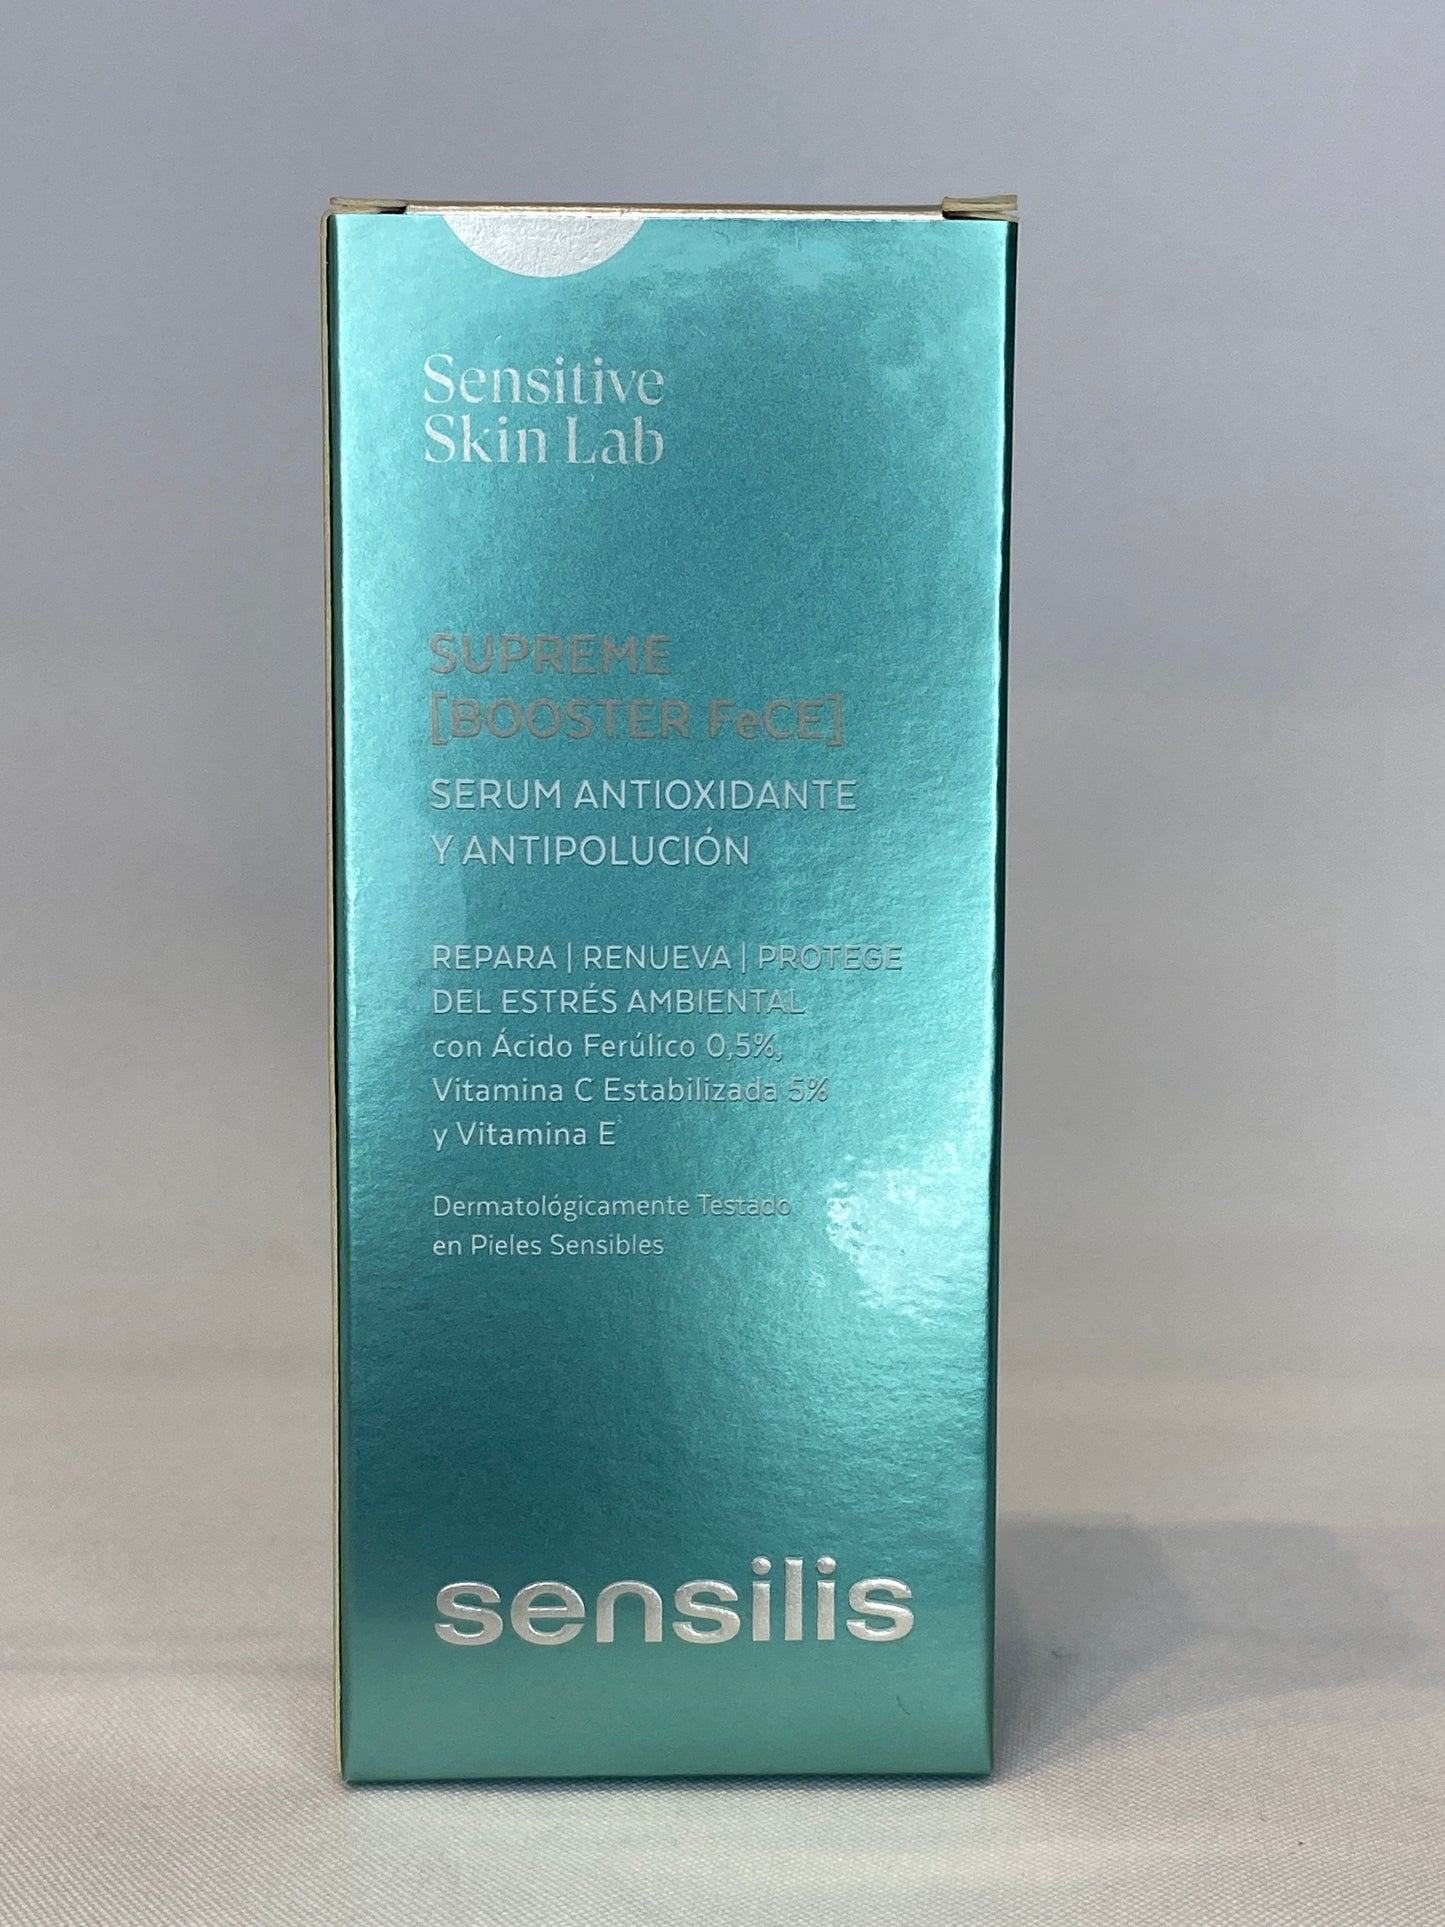 Sensitive
Skin Lab
SUPREME
[BOOSTER FeCE]
SERUM ANTIOXIDANTE
Y ANTIPOLUCIÓN
REPARA | RENUEVA | PROTEGE
DEL ESTRÉS AMBIENTAL
con Ácido Ferúlico 0,5%,
Vitamina C Estabilizada 5%
y Vitamina E
Dermatológicamente Testado
en Pieles Sensibles
sensilis